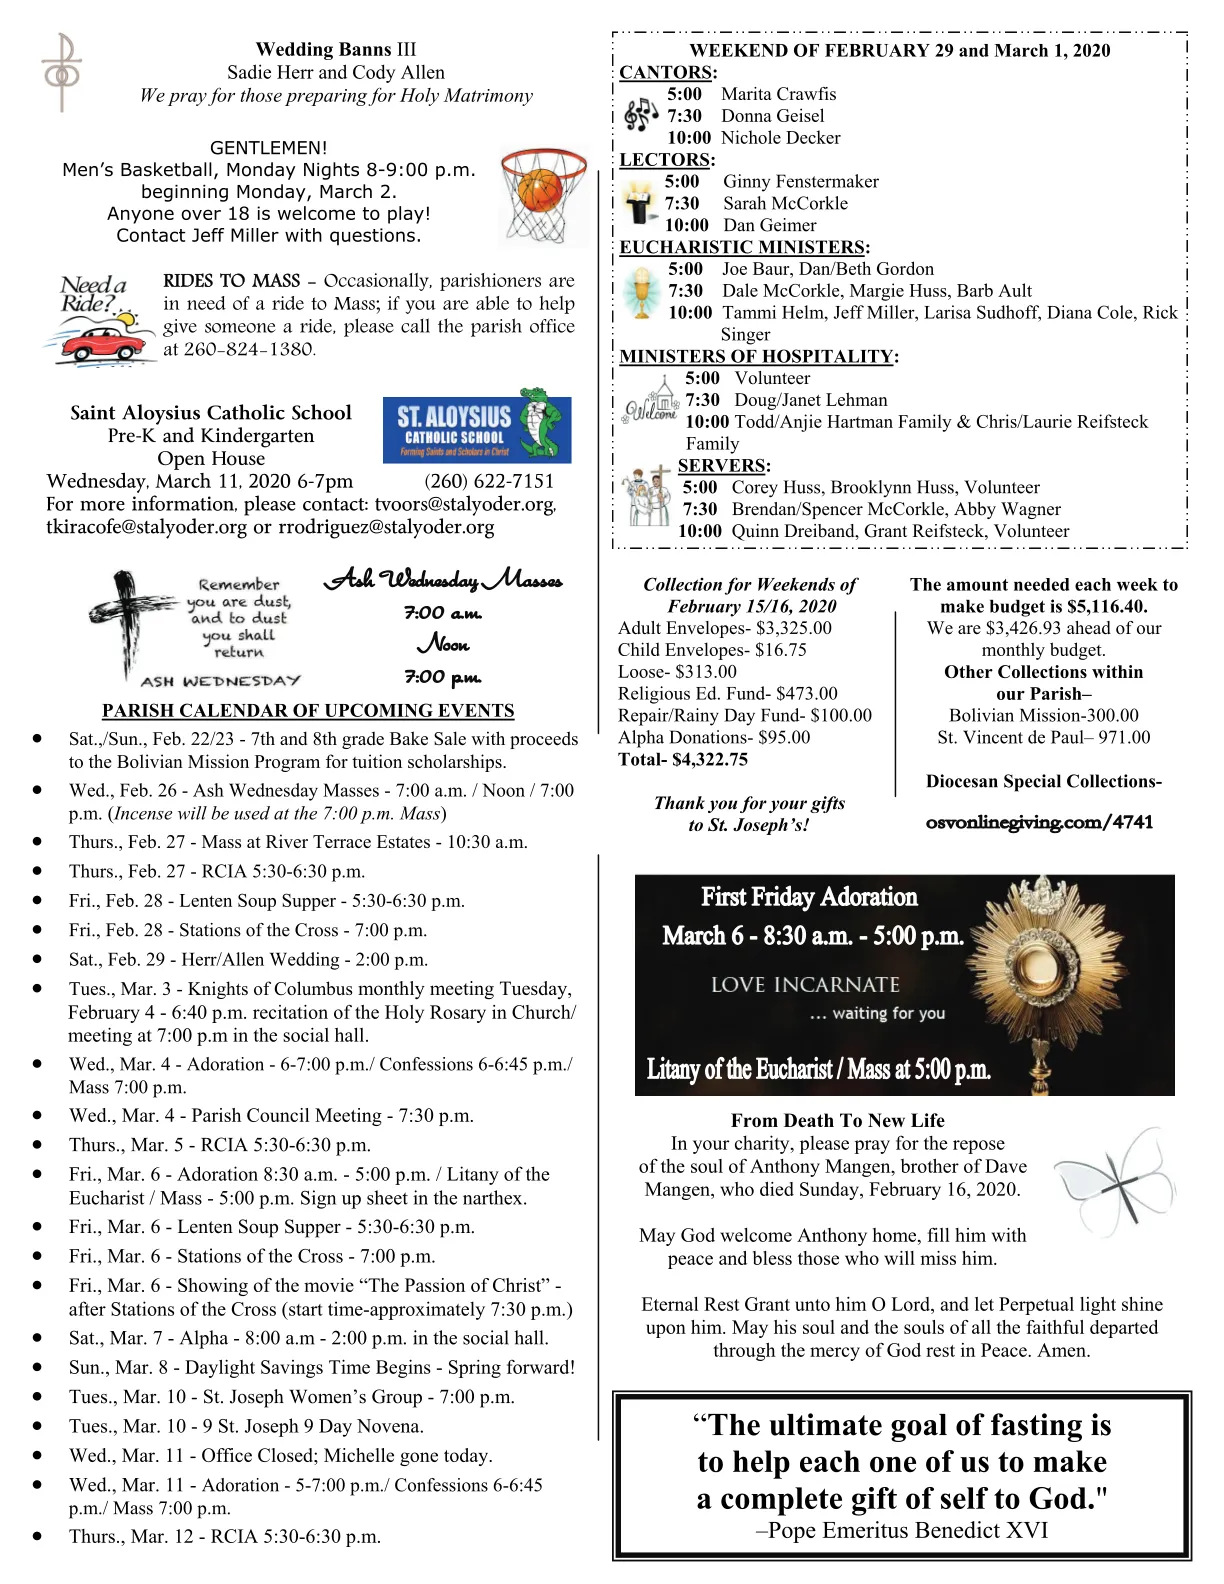 Wedding Banns III
Sadie Herr and Cody Allen
We pray for those preparing for Holy Matrimony
GENTLEMEN!
Men's Basketball, Monday Nights 8-9:00 p.m.
beginning Monday, March 2.
Anyone over 18 is welcome to play!
Contact Jeff Miller with questions.
Need a
Ride?...
RIDES TO MASS – Occasionally, parishioners are
in need of a ride to Mass; if you are able to help
give someone a ride, please call the parish office
at 260-824-1380.
Saint Aloysius Catholic School
Pre-K and Kindergarten
Open House
Wednesday, March 11, 2020 6-7pm (260) 622-7151
For more information, please contact: tvoors@stalyoder.org,
tkiracofe@stalyoder.org or rrodriguez@stalyoder.org
ST. ALOYSIUS
CATHOLIC SCHOOL
Forming Saints and Scholars in Christ
Remember
you are dust,
and to dust
you shall
return
ASH WEDNESDAY
Ash Wednesday Masses
7:00 a.m.
Noon
7:00 p.m.
PARISH CALENDAR OF UPCOMING EVENTS
• Sat.,/Sun., Feb. 22/23 - 7th and 8th grade Bake Sale with proceeds
to the Bolivian Mission Program for tuition scholarships.
• Wed., Feb. 26 - Ash Wednesday Masses - 7:00 a.m. / Noon / 7:00
p.m. (Incense will be used at the 7:00 p.m. Mass)
• Thurs., Feb. 27 - Mass at River Terrace Estates - 10:30 a.m.
• Thurs., Feb. 27 - RCIA 5:30-6:30 p.m.
• Fri., Feb. 28 - Lenten Soup Supper - 5:30-6:30 p.m.
• Fri., Feb. 28 - Stations of the Cross - 7:00 p.m.
• Sat., Feb. 29 - Herr/Allen Wedding - 2:00 p.m.
• Tues., Mar. 3 - Knights of Columbus monthly meeting Tuesday,
February 4 - 6:40 p.m. recitation of the Holy Rosary in Church/
meeting at 7:00 p.m in the social hall.
• Wed., Mar. 4 - Adoration - 6-7:00 p.m./ Confessions 6-6:45 p.m./
Mass 7:00 p.m.
• Wed., Mar. 4 - Parish Council Meeting - 7:30 p.m.
• Thurs., Mar. 5 - RCIA 5:30-6:30 p.m.
• Fri., Mar. 6 - Adoration 8:30 a.m. - 5:00 p.m. / Litany of the
Eucharist / Mass - 5:00 p.m. Sign up sheet in the narthex.
• Fri., Mar. 6 - Lenten Soup Supper - 5:30-6:30 p.m.
• Fri., Mar. 6 - Stations of the Cross - 7:00 p.m.
• Fri., Mar. 6 - Showing of the movie “The Passion of Christ” -
after Stations of the Cross (start time-approximately 7:30 p.m.)
• Sat., Mar. 7 - Alpha - 8:00 a.m - 2:00 p.m. in the social hall.
• Sun., Mar. 8 - Daylight Savings Time Begins - Spring forward!
• Tues., Mar. 10 - St. Joseph Women's Group - 7:00 p.m.
• Tues., Mar. 10 - 9 St. Joseph 9 Day Novena.
• Wed., Mar. 11 - Office Closed; Michelle gone today.
• Wed., Mar. 11 - Adoration - 5-7:00 p.m./ Confessions 6-6:45
p.m./ Mass 7:00 p.m.
• Thurs., Mar. 12 - RCIA 5:30-6:30 p.m.
WEEKEND OF FEBRUARY 29 and March 1, 2020
CANTORS:
5:00 Marita Crawfis
7:30 Donna Geisel
10:00 Nichole Decker
LECTORS:
5:00 Ginny Fenstermaker
7:30 Sarah McCorkle
10:00 Dan Geimer
EUCHARISTIC MINISTERS:
5:00 Joe Baur, Dan/Beth Gordon
7:30 Dale McCorkle, Margie Huss, Barb Ault
10:00 Tammi Helm, Jeff Miller, Larisa Sudhoff, Diana Cole, Rick
Singer
MINISTERS OF HOSPITALITY:
Welcome
5:00 Volunteer
7:30 Doug/Janet Lehman
10:00 Todd/Anjie Hartman Family & Chris/Laurie Reifsteck
Family
SERVERS:
5:00 Corey Huss, Brooklynn Huss, Volunteer
7:30 Brendan/Spencer McCorkle, Abby Wagner
10:00 Quinn Dreiband, Grant Reifsteck, Volunteer
Collection for Weekends of
February 15/16, 2020
Adult Envelopes- $3,325.00
Child Envelopes- $16.75
Loose- $313.00
Religious Ed. Fund- $473.00
Repair/Rainy Day Fund- $100.00
Alpha Donations- $95.00
Total- $4,322.75
Thank you for your gifts
to St. Joseph's!
The amount needed each week to
make budget is $5,116.40.
We are $3,426.93 ahead of our
monthly budget.
Other Collections within
our Parish–
Bolivian Mission-300.00
St. Vincent de Paul– 971.00
Diocesan Special Collections-
osvonlinegiving.com/4741
First Friday Adoration
March 6 - 8:30 a.m. - 5:00 p.m.
LOVE INCARNATE
... waiting for you
Litany of the Eucharist / Mass at 5:00 p.m.
From Death To New Life
In your charity, please pray for the repose
of the soul of Anthony Mangen, brother of Dave
Mangen, who died Sunday, February 16, 2020.
May God welcome Anthony home, fill him with
peace and bless those who will miss him.
Eternal Rest Grant unto him O Lord, and let Perpetual light shine
upon him. May his soul and the souls of all the faithful departed
through the mercy of God rest in Peace. Amen.
“The ultimate goal of fasting is
to help each one of us to make
a complete gift of self to God."
–Pope Emeritus Benedict XVI